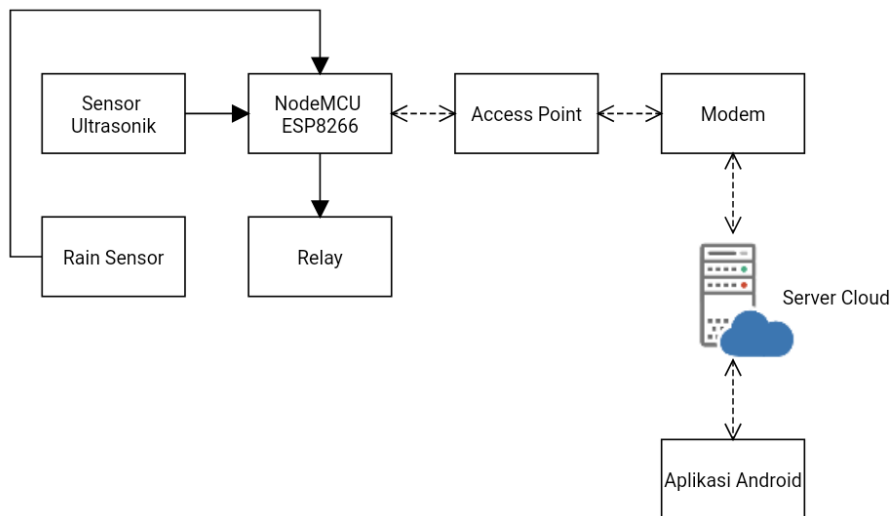 Sensor
Ultrasonik
NodeMCU
ESP8266
Access Point
Modem
Rain Sensor
Relay
Server Cloud
Aplikasi Android